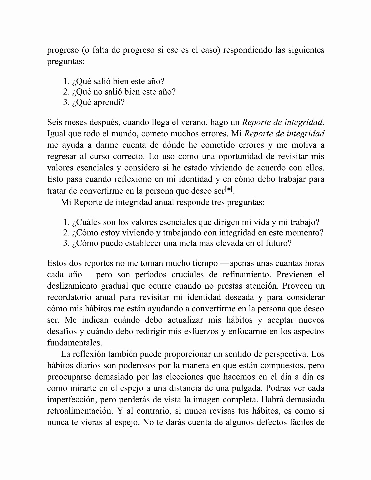 progreso (o falta de progreso si ese es el caso) respondiendo las siguientes
preguntas:
1. ¿Qué salió bien este año?
2. ¿Qué no salió bien este año?
3. ¿Qué aprendí?
Seis meses después, cuando llega el verano, hago un Reporte de integridad.
Igual que todo el mundo, cometo muchos errores. Mi Reporte de integridad
me ayuda a darme cuenta de dónde he cometido errores y me motiva a
regresar al curso correcto. Lo uso como una oportunidad de revisitar mis
valores esenciales y considero si he estado viviendo de acuerdo con ellos.
Esto pasa cuando reflexiono en mi identidad y en cómo debo trabajar para
tratar de convertirme en la persona que deseo ser[*].
Mi Reporte de integridad anual responde tres preguntas:
1. ¿Cuáles son los valores esenciales que dirigen mi vida y mi trabajo?
2. ¿Cómo estoy viviendo y trabajando con integridad en este momento?
3. ¿Cómo puedo establecer una meta más elevada en el futuro?
Estos dos reportes no me toman mucho tiempo —apenas unas cuantas horas
cada año— pero son períodos cruciales de refinamiento. Previenen el
deslizamiento gradual que ocurre cuando no prestas atención. Proveen un
recordatorio anual para revisitar mi identidad deseada y para considerar
cómo mis hábitos me están ayudando a convertirme en la persona que deseo
ser. Me indican cuándo debo actualizar mis hábitos y aceptar nuevos
desafíos y cuándo debo redirigir mis esfuerzos y enfocarme en los aspectos
fundamentales.
La reflexión también puede proporcionar un sentido de perspectiva. Los
hábitos diarios son poderosos por la manera en que están compuestos, pero
preocuparse demasiado por las elecciones que hacemos en el día a día es
como mirarte en el espejo a una distancia de una pulgada. Podrás ver cada
imperfección, pero perderás de vista la imagen completa. Habrá demasiada
retroalimentación. Y al contrario, si nunca revisas tus hábitos, es como si
nunca te vieras al espejo. No te darás cuenta de algunos defectos fáciles de